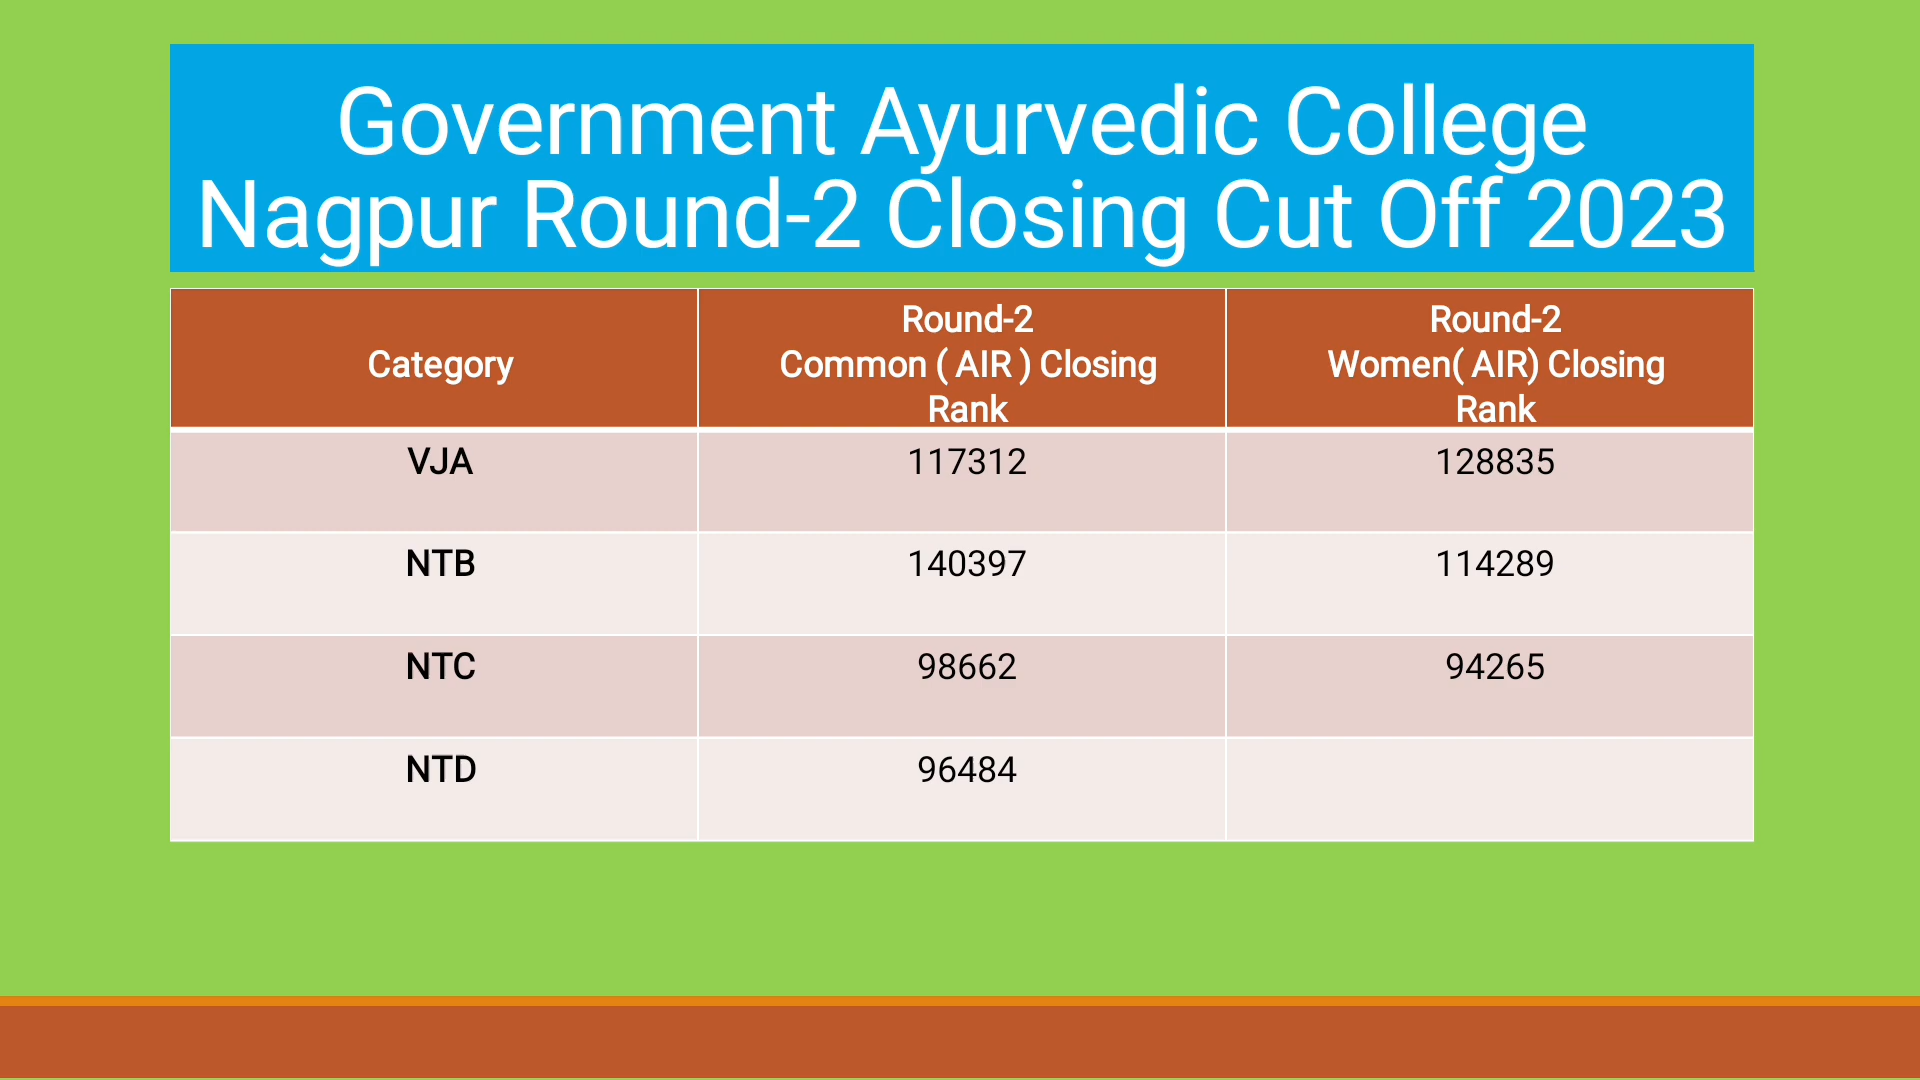 Government Ayurvedic College
Nagpur Round-2 Closing Cut Off 2023
Category
Round-2
Common ( AIR ) Closing
Rank
Round-2
Women( AIR) Closing
Rank
VJA 117312 128835
NTB 140397 114289
NTC 98662 94265
NTD 96484